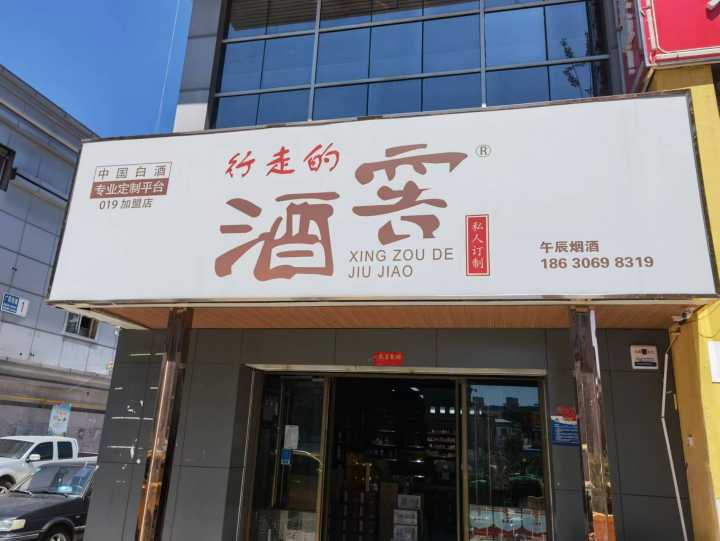 中国白酒
专业定制平台
019 加盟店
行走的
酒窖®
XING ZOU DE
JIU JIAO
私人订制
午辰烟酒
186 3069 8319